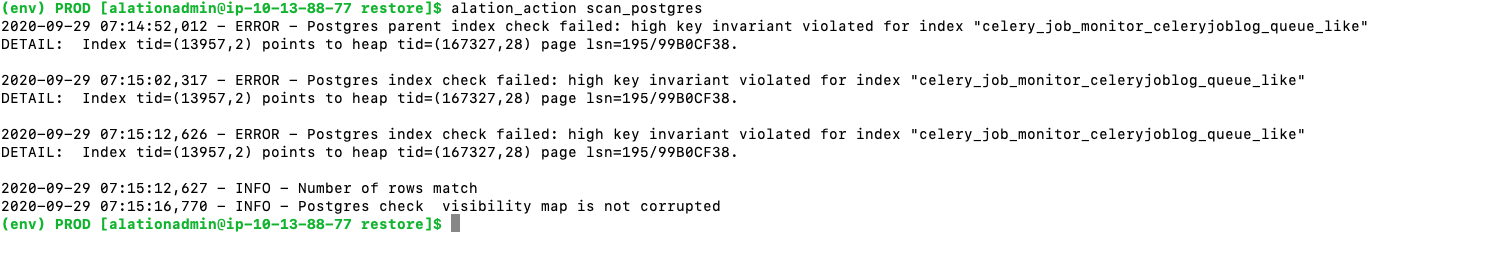 (env) PROD [alationadmin@ip-10-13-88-77 restore]$ alation_action scan_postgres
2020-09-29 07:14:52,012 - ERROR - Postgres parent index check failed: high key invariant violated for index "celery_job_monitor_celeryjoblog_queue_like"
DETAIL:  Index tid=(13957,2) points to heap tid=(167327,28) page lsn=195/99B0CF38.

2020-09-29 07:15:02,317 - ERROR - Postgres index check failed: high key invariant violated for index "celery_job_monitor_celeryjoblog_queue_like"
DETAIL:  Index tid=(13957,2) points to heap tid=(167327,28) page lsn=195/99B0CF38.

2020-09-29 07:15:12,626 - ERROR - Postgres index check failed: high key invariant violated for index "celery_job_monitor_celeryjoblog_queue_like"
DETAIL:  Index tid=(13957,2) points to heap tid=(167327,28) page lsn=195/99B0CF38.

2020-09-29 07:15:12,627 - INFO - Number of rows match
2020-09-29 07:15:16,770 - INFO - Postgres check  visibility map is not corrupted
(env) PROD [alationadmin@ip-10-13-88-77 restore]$